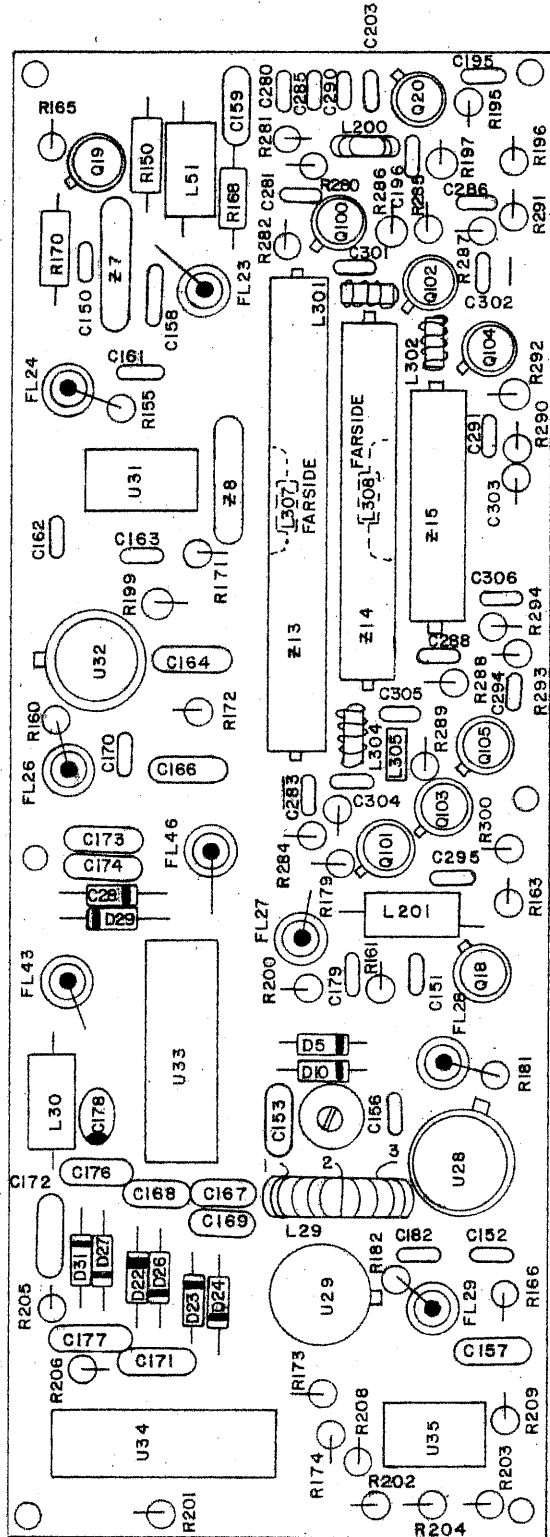 C203
R165
Q19
R150
L51
C159
C280
C285
C290
Q20
C195
R195
R281
L200
R168
R170
C150
Z7
C158
FL23
C281
R280
R282
Q100
R286
C196
R285
R197
R196
C286
R291
R287
C301
L301
Q102
C302
FL24
C161
R155
L302
Q104
R292
U31
Z8
C162
C163
R171
R199
L307
FARSIDE
FARSIDE
L308
C291
R290
C303
Z15
Z13
Z14
U32
C164
R160
R172
FL26
C170
C166
C306
R294
C288
R288
C294
R293
C305
R289
L304
L305
Q105
C283
C304
Q103
R300
C173
C174
FL46
R284
R179
Q101
C295
R163
C28
D29
FL27
L201
FL43
R200
C179
R161
C151
Q18
FL28
U33
D5
D10
R181
L30
C178
C153
C156
U28
C176
C172
C168
C167
C169
1
2
3
L29
D31
D27
D22
D26
D23
D24
R205
U29
R182
C182
C152
FL29
R166
C177
C171
R206
C157
R173
U34
R174
R208
U35
R209
R201
R202
R204
R203